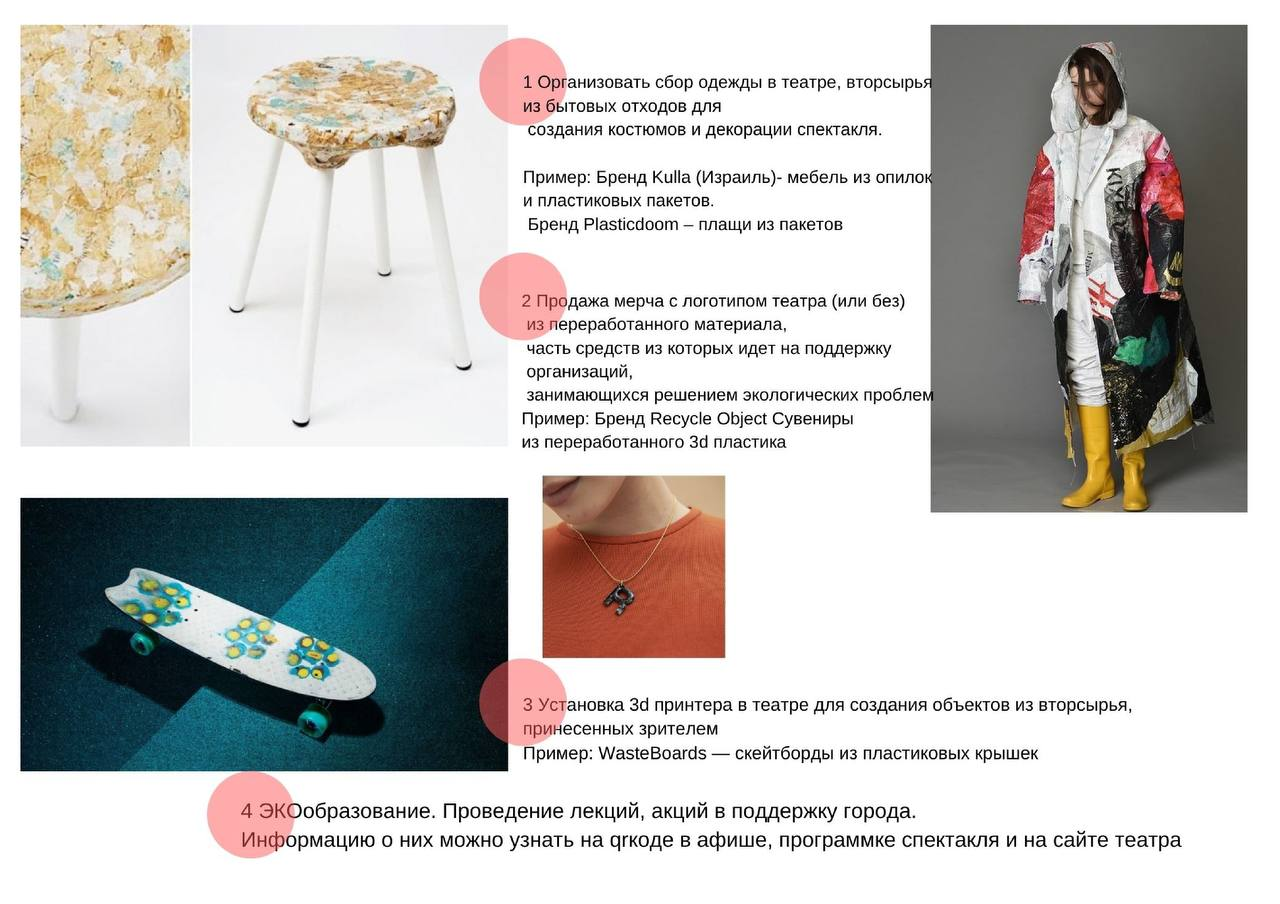 1 Организовать сбор одежды в театре, вторсырья
из бытовых отходов для
создания костюмов и декорации спектакля.
Пример: Бренд Kulla (Израиль)- мебель из опилок
и пластиковых пакетов.
Бренд Plasticdoom – плащи из пакетов
2 Продажа мерча с логотипом театра (или без)
из переработанного материала,
часть средств из которых идет на поддержку
организаций,
занимающихся решением экологических проблем
Пример: Бренд Recycle Object Сувениры
из переработанного 3d пластика
3 Установка 3d принтера в театре для создания объектов из вторсырья,
принесенных зрителем
Пример: WasteBoards — скейтборды из пластиковых крышек
4 ЭКОобразование. Проведение лекций, акций в поддержку города.
Информацию о них можно узнать на qrкоде в афише, программке спектакля и на сайте театра